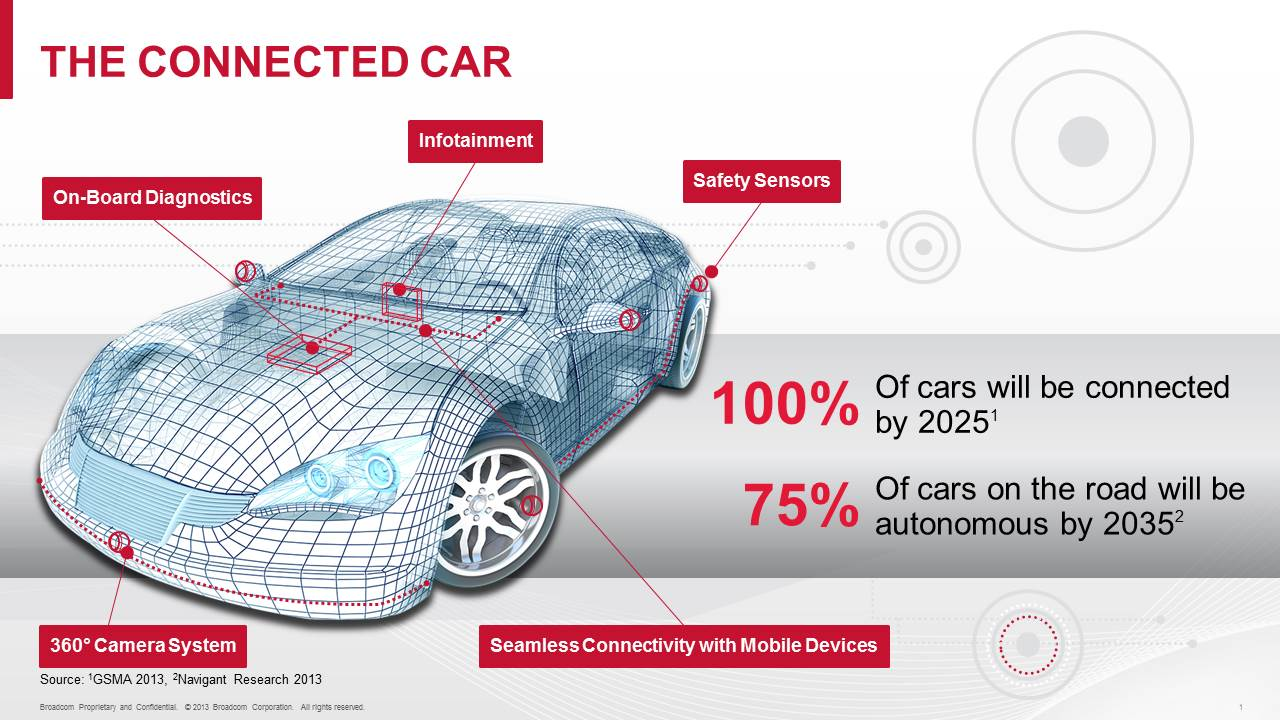 THE CONNECTED CAR
Infotainment
Safety Sensors
On-Board Diagnostics
100% Of cars will be connected
by 2025¹
75% Of cars on the road will be
autonomous by 2035²
360° Camera System
Seamless Connectivity with Mobile Devices
Source: ¹GSMA 2013, ²Navigant Research 2013
Broadcom Proprietary and Confidential. © 2013 Broadcom Corporation. All rights reserved.
1